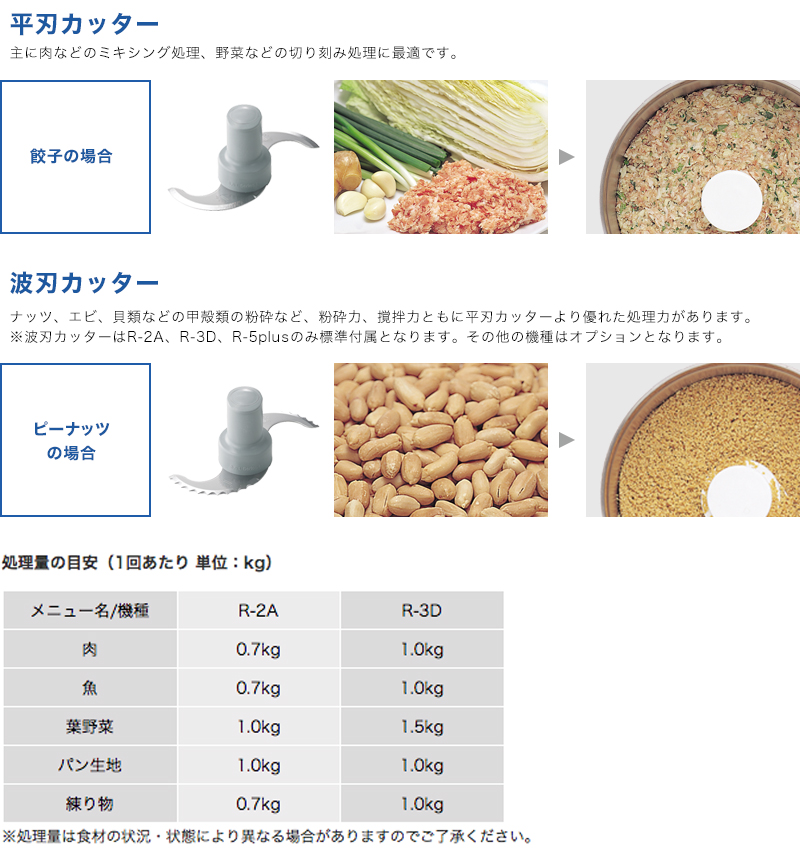 平刃カッター
主に肉などのミキシング処理、野菜などの切り刻み処理に最適です。
餃子の場合
波刃カッター
ナッツ、エビ、貝類などの甲殻類の粉砕など、粉砕力、撹拌力ともに平刃カッターより優れた処理力があります。
※波刃カッターはR-2A、R-3D、R-5plusのみ標準付属となります。その他の機種はオプションとなります。
ピーナッツ
の場合
処理量の目安（1回あたり 単位：kg）
メニュー名/機種 R-2A R-3D
肉 0.7kg 1.0kg
魚 0.7kg 1.0kg
葉野菜 1.0kg 1.5kg
パン生地 1.0kg 1.0kg
練り物 0.7kg 1.0kg
※処理量は食材の状況・状態により異なる場合がありますのでご了承ください。